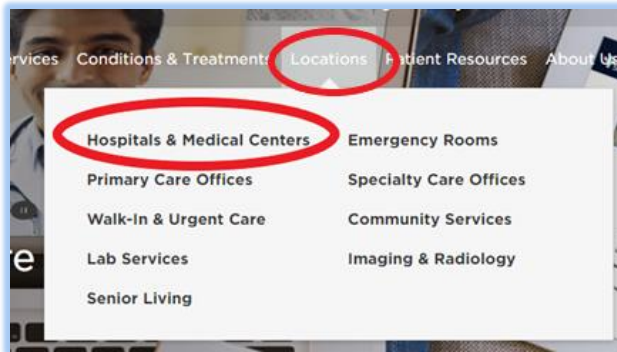 Conditions & Treatments Locations Patient Resources About Us
Hospitals & Medical Centers Emergency Rooms
Primary Care Offices Specialty Care Offices
Walk-In & Urgent Care Community Services
Lab Services Imaging & Radiology
Senior Living